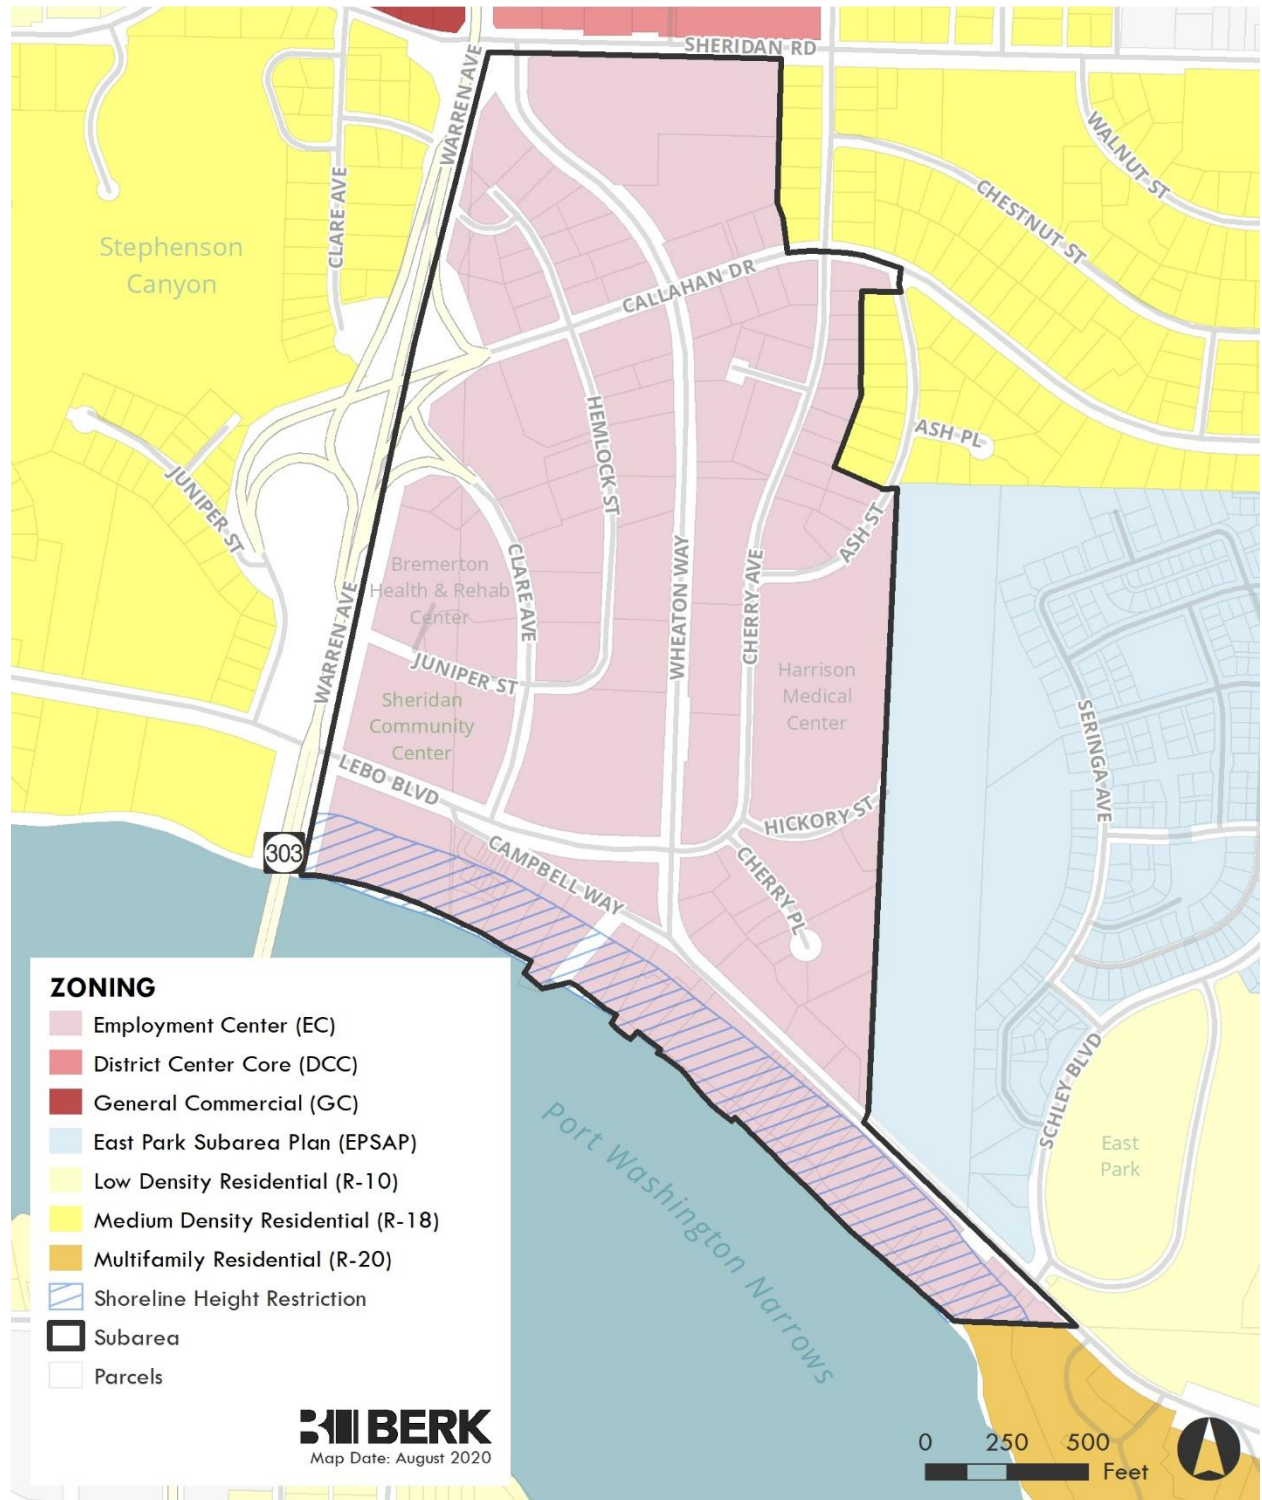 SHERIDAN RD
WARREN AVE
WALNUT ST
CLARE AVE
CHESTNUT ST
Stephenson
Canyon
CALLAHAN DR
HEMLOCK ST
ASH PL
JUNIPER ST
ASH ST
Bremerton
Health & Rehab
Center
CLARE AVE
WHEATON WAY
CHERRY AVE
WARREN AVE
JUNIPER ST
Harrison
Medical
Center
Sheridan
Community
Center
SERINGA AVE
LEBO BLVD
HICKORY ST
303
CAMPBELL WAY
CHERRY PL
SCHLEY BLVD
East
Park
Port Washington Narrows
ZONING
Employment Center (EC)
District Center Core (DCC)
General Commercial (GC)
East Park Subarea Plan (EPSAP)
Low Density Residential (R-10)
Medium Density Residential (R-18)
Multifamily Residential (R-20)
Shoreline Height Restriction
Subarea
Parcels
BERK
Map Date: August 2020
0 250 500
Feet